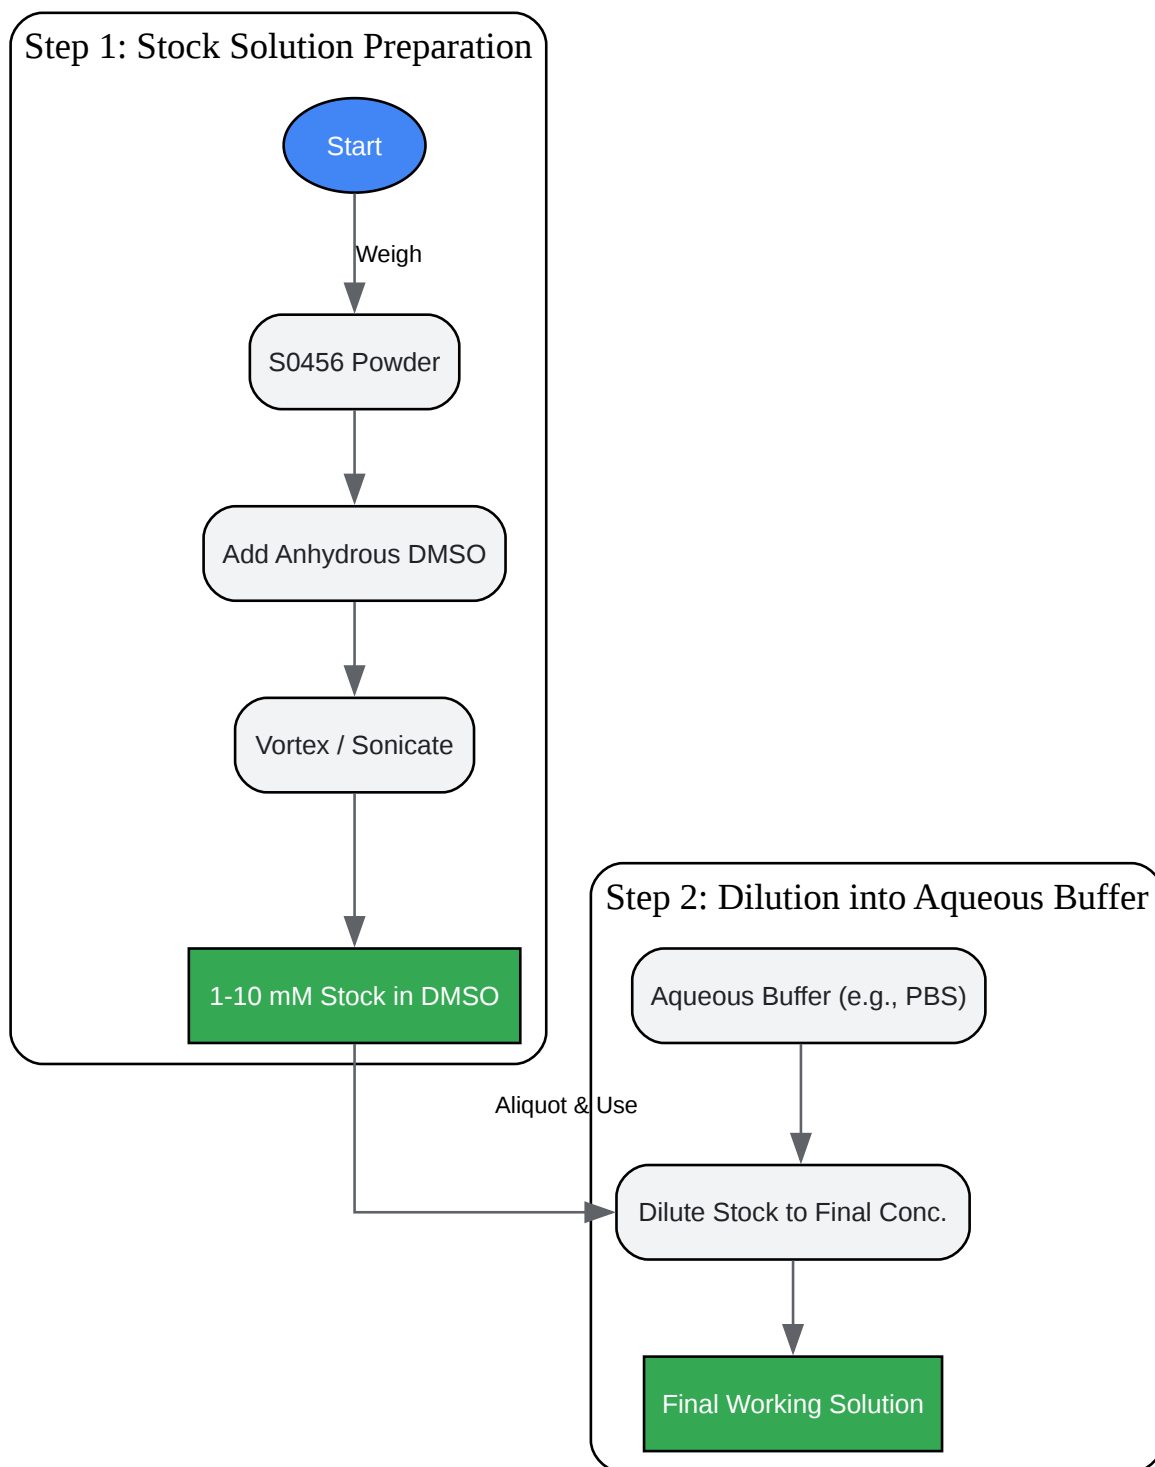 Step 1: Stock Solution Preparation
Start
Weigh
S0456 Powder
Add Anhydrous DMSO
Vortex / Sonicate
1-10 mM Stock in DMSO
Step 2: Dilution into Aqueous Buffer
Aqueous Buffer (e.g., PBS)
Aliquot & Use
Dilute Stock to Final Conc.
Final Working Solution